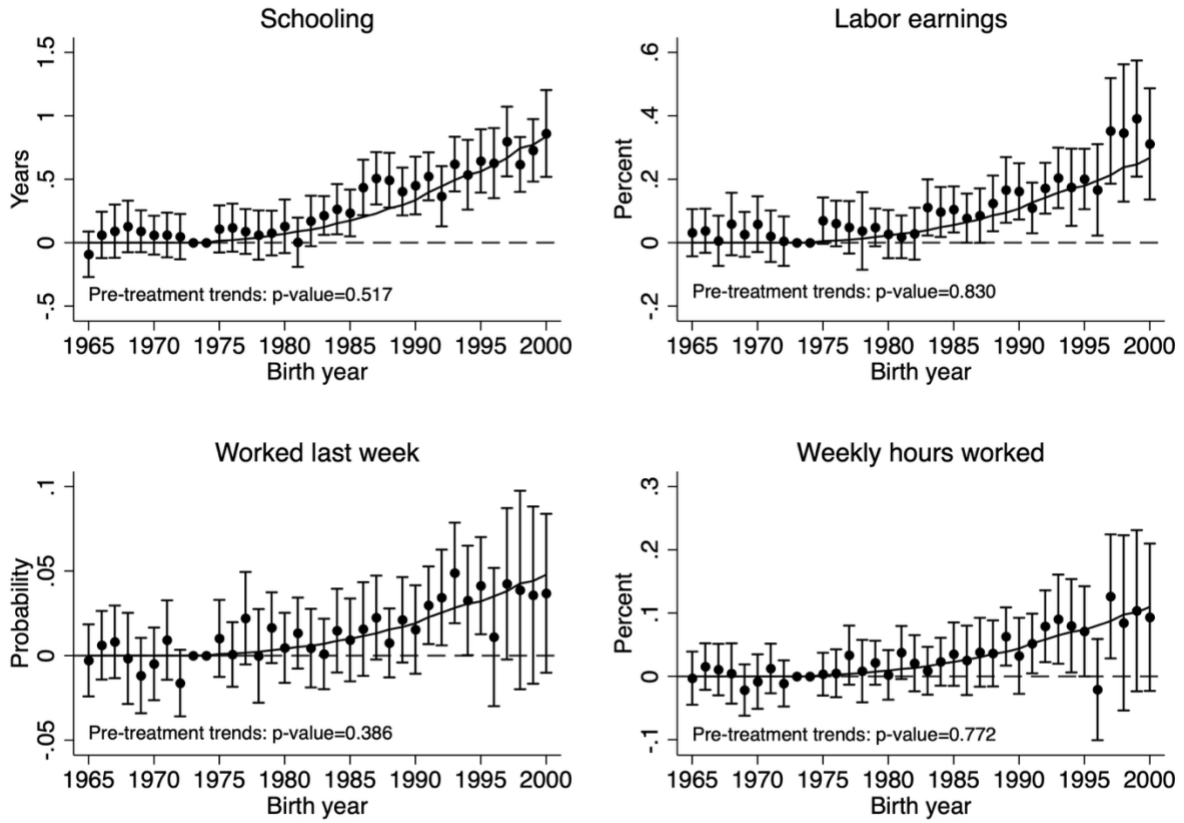 Schooling
Years
1.5
1
.5
0
-.5
Pre-treatment trends: p-value=0.517
1965 1970 1975 1980 1985 1990 1995 2000
Birth year
Labor earnings
Percent
.6
.4
.2
0
-.2
Pre-treatment trends: p-value=0.830
1965 1970 1975 1980 1985 1990 1995 2000
Birth year
Worked last week
Probability
.1
.05
0
-.05
Pre-treatment trends: p-value=0.386
1965 1970 1975 1980 1985 1990 1995 2000
Birth year
Weekly hours worked
Percent
.3
.2
.1
0
-.1
Pre-treatment trends: p-value=0.772
1965 1970 1975 1980 1985 1990 1995 2000
Birth year